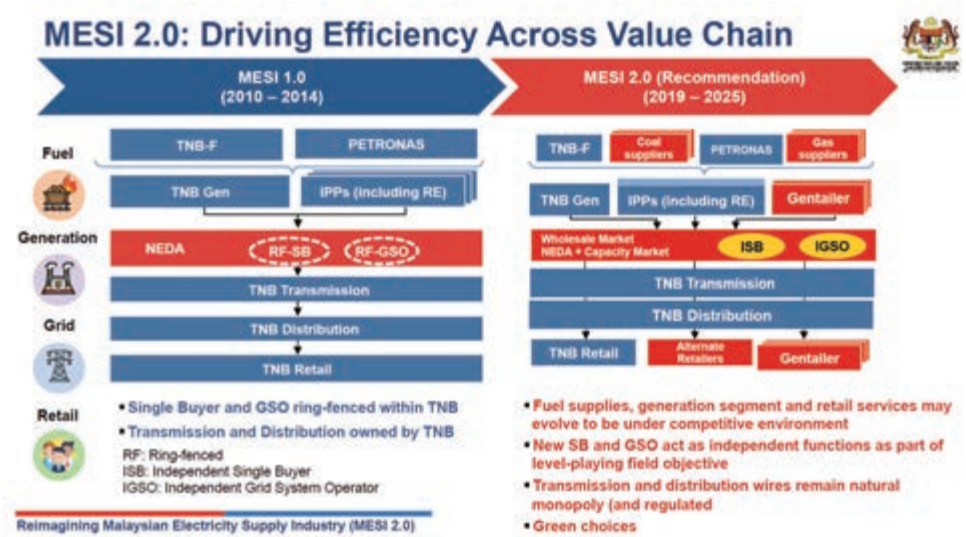 MESI 2.0: Driving Efficiency Across Value Chain
MESI 1.0
(2010 – 2014)
MESI 2.0 (Recommendation)
(2019 – 2025)
Fuel
TNB-F
PETRONAS
TNB-F
Coal
suppliers
PETRONAS
Gas
suppliers
TNB Gen
IPPs (including RE)
TNB Gen
IPPs (including RE)
Gentailer
Generation
NEDA
RF-SB
RF-GSO
Wholesale Market
NEDA + Capacity Market
ISB
IGSO
TNB Transmission
TNB Transmission
Grid
TNB Distribution
TNB Distribution
TNB Retail
TNB Retail
Alternate
Retailers
Gentailer
Retail
• Single Buyer and GSO ring-fenced within TNB
• Transmission and Distribution owned by TNB
RF: Ring-fenced
ISB: Independent Single Buyer
IGSO: Independent Grid System Operator
• Fuel supplies, generation segment and retail services may
evolve to be under competitive environment
• New SB and GSO act as independent functions as part of
level-playing field objective
• Transmission and distribution wires remain natural
monopoly (and regulated
• Green choices
Reimagining Malaysian Electricity Supply Industry (MESI 2.0)